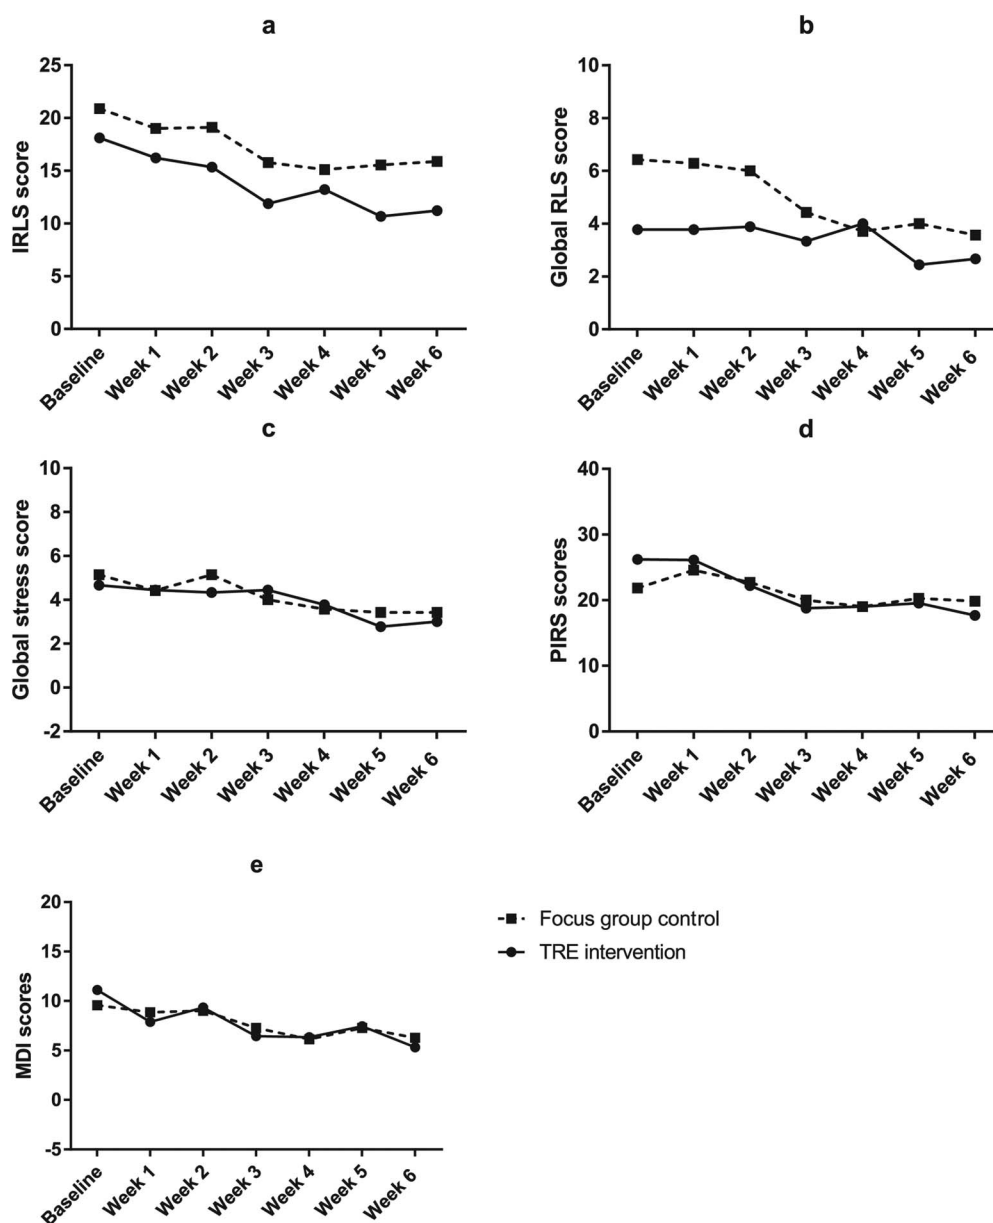 a
IRLS score
25
20
15
10
5
0
Baseline
Week 1
Week 2
Week 3
Week 4
Week 5
Week 6
b
Global RLS score
10
8
6
4
2
0
Baseline
Week 1
Week 2
Week 3
Week 4
Week 5
Week 6
c
Global stress score
10
8
6
4
2
0
-2
Baseline
Week 1
Week 2
Week 3
Week 4
Week 5
Week 6
d
PIRS scores
40
30
20
10
0
Baseline
Week 1
Week 2
Week 3
Week 4
Week 5
Week 6
e
MDI scores
20
15
10
5
0
-5
Baseline
Week 1
Week 2
Week 3
Week 4
Week 5
Week 6
Focus group control
TRE intervention